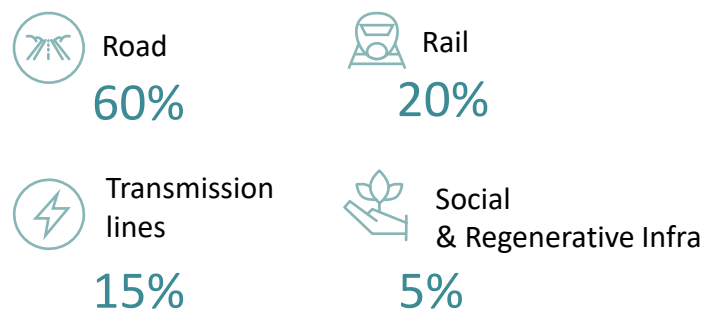 Road
60%
Rail
20%
Transmission
lines
15%
Social
& Regenerative Infra
5%